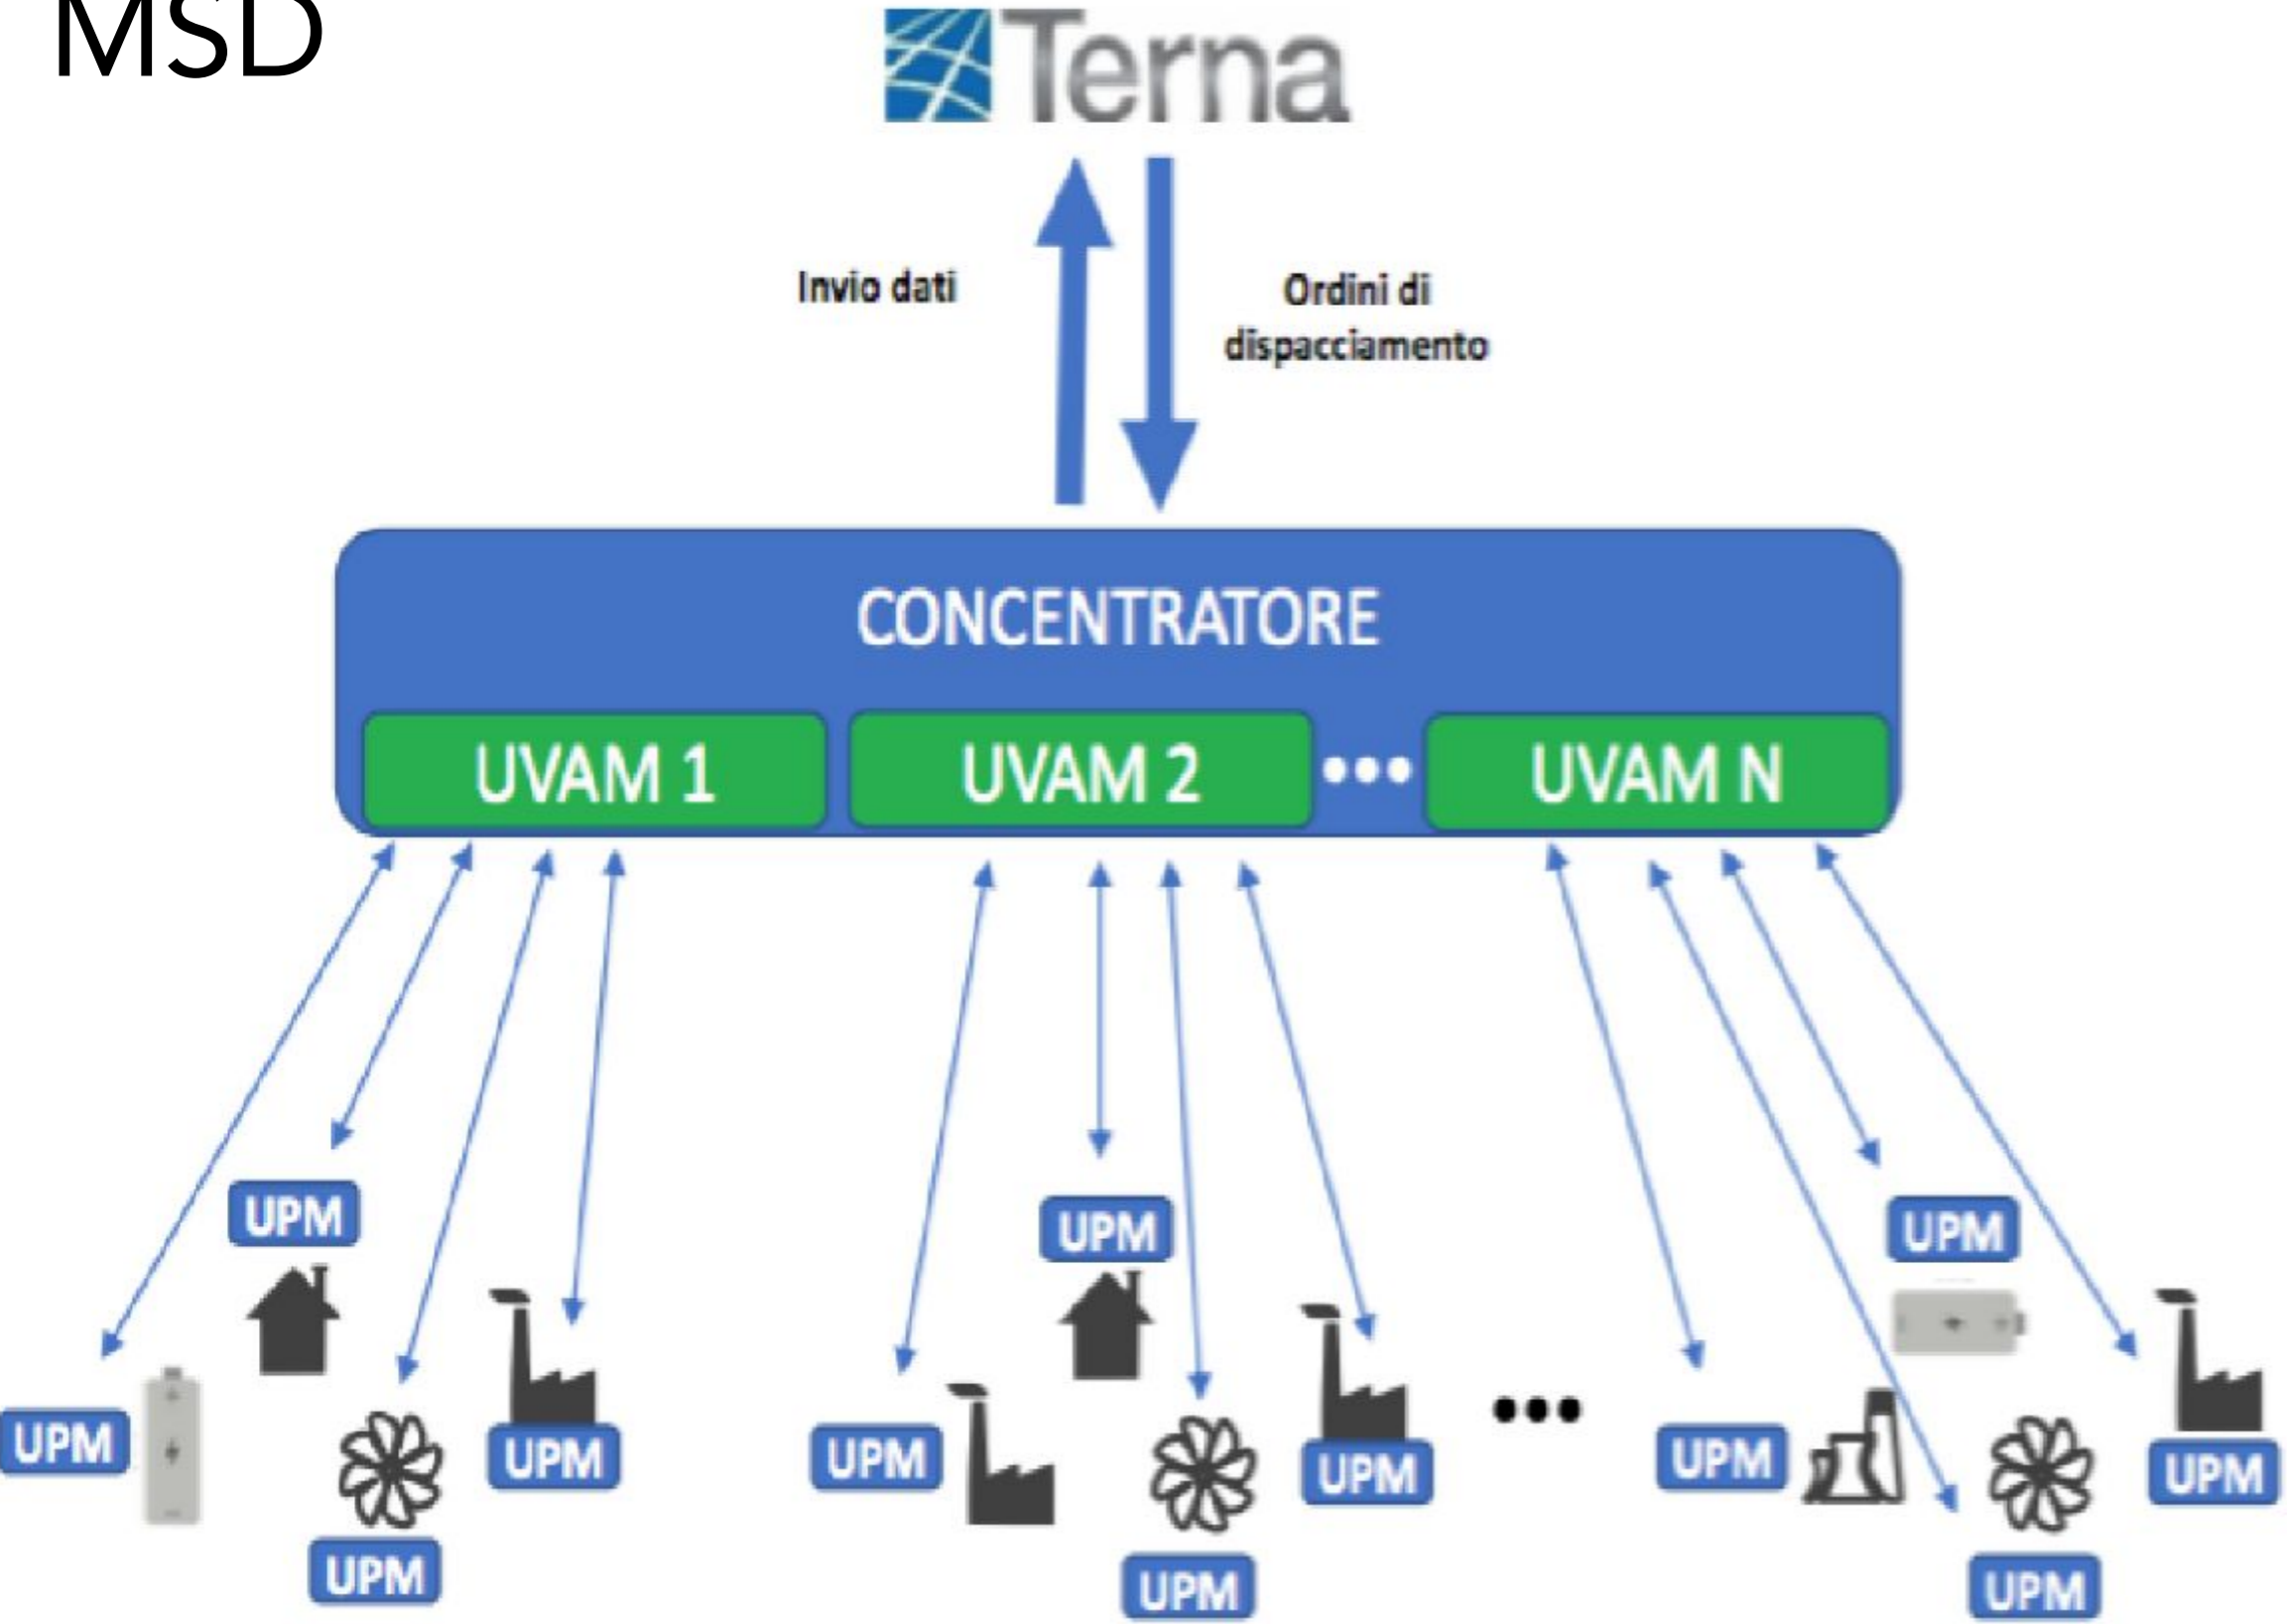 MSD
Terna
Invio dati
Ordini di
dispacciamento
CONCENTRATORE
UVAM 1
UVAM 2
•••
UVAM N
UPM
UPM
UPM
UPM
UPM
UPM
UPM
UPM
•••
UPM
UPM
UPM
UPM